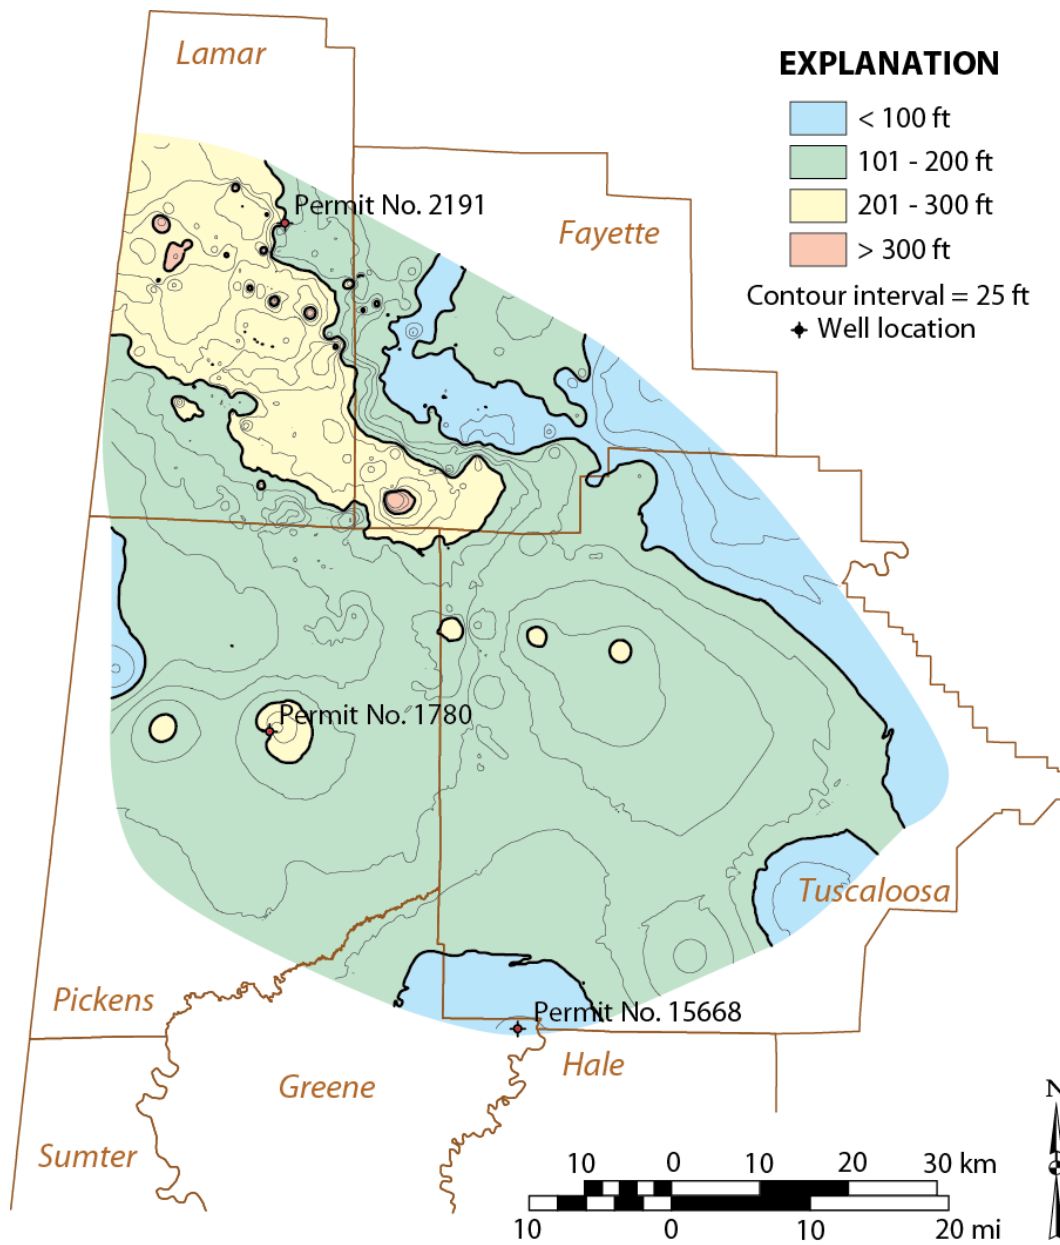 Lamar
EXPLANATION
< 100 ft
101 - 200 ft
201 - 300 ft
> 300 ft
Contour interval = 25 ft
Well location
Permit No. 2191
Fayette
Permit No. 1780
Tuscaloosa
Pickens
Permit No. 15668
Hale
Greene
Sumter
N
10 0 10 20 30 km
10 0 10 20 mi